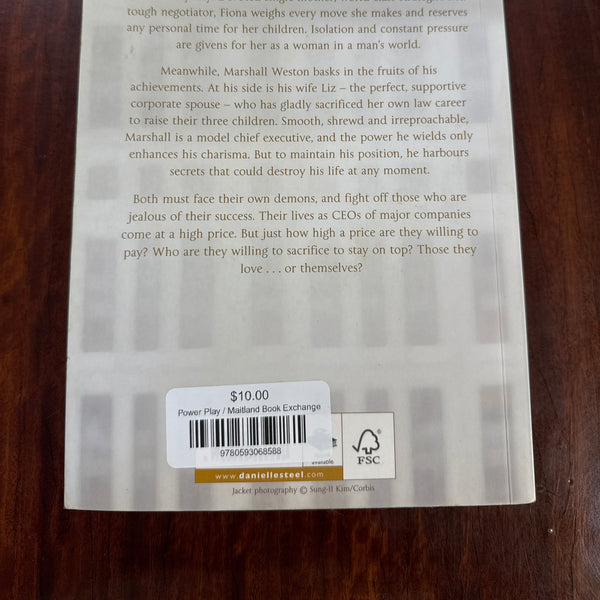 tough negotiator, Fiona weighs every move she makes and reserves
any personal time for her children. Isolation and constant pressure
are givens for her as a woman in a man's world.
Meanwhile, Marshall Weston basks in the fruits of his
achievements. At his side is his wife Liz – the perfect, supportive
corporate spouse – who has gladly sacrificed her own law career
to raise their three children. Smooth, shrewd and irreproachable,
Marshall is a model chief executive, and the power he wields only
enhances his charisma. But to maintain his position, he harbours
secrets that could destroy his life at any moment.
Both must face their own demons, and fight off those who are
jealous of their success. Their lives as CEOs of major companies
come at a high price. But just how high a price are they willing to
pay? Who are they willing to sacrifice to stay on top? Those they
love . . . or themselves?
$10.00
Power Play / Maitland Book Exchange
9780593068588
available
FSC
www.daniellesteel.com
Jacket photography © Sung-Il Kim/Corbis